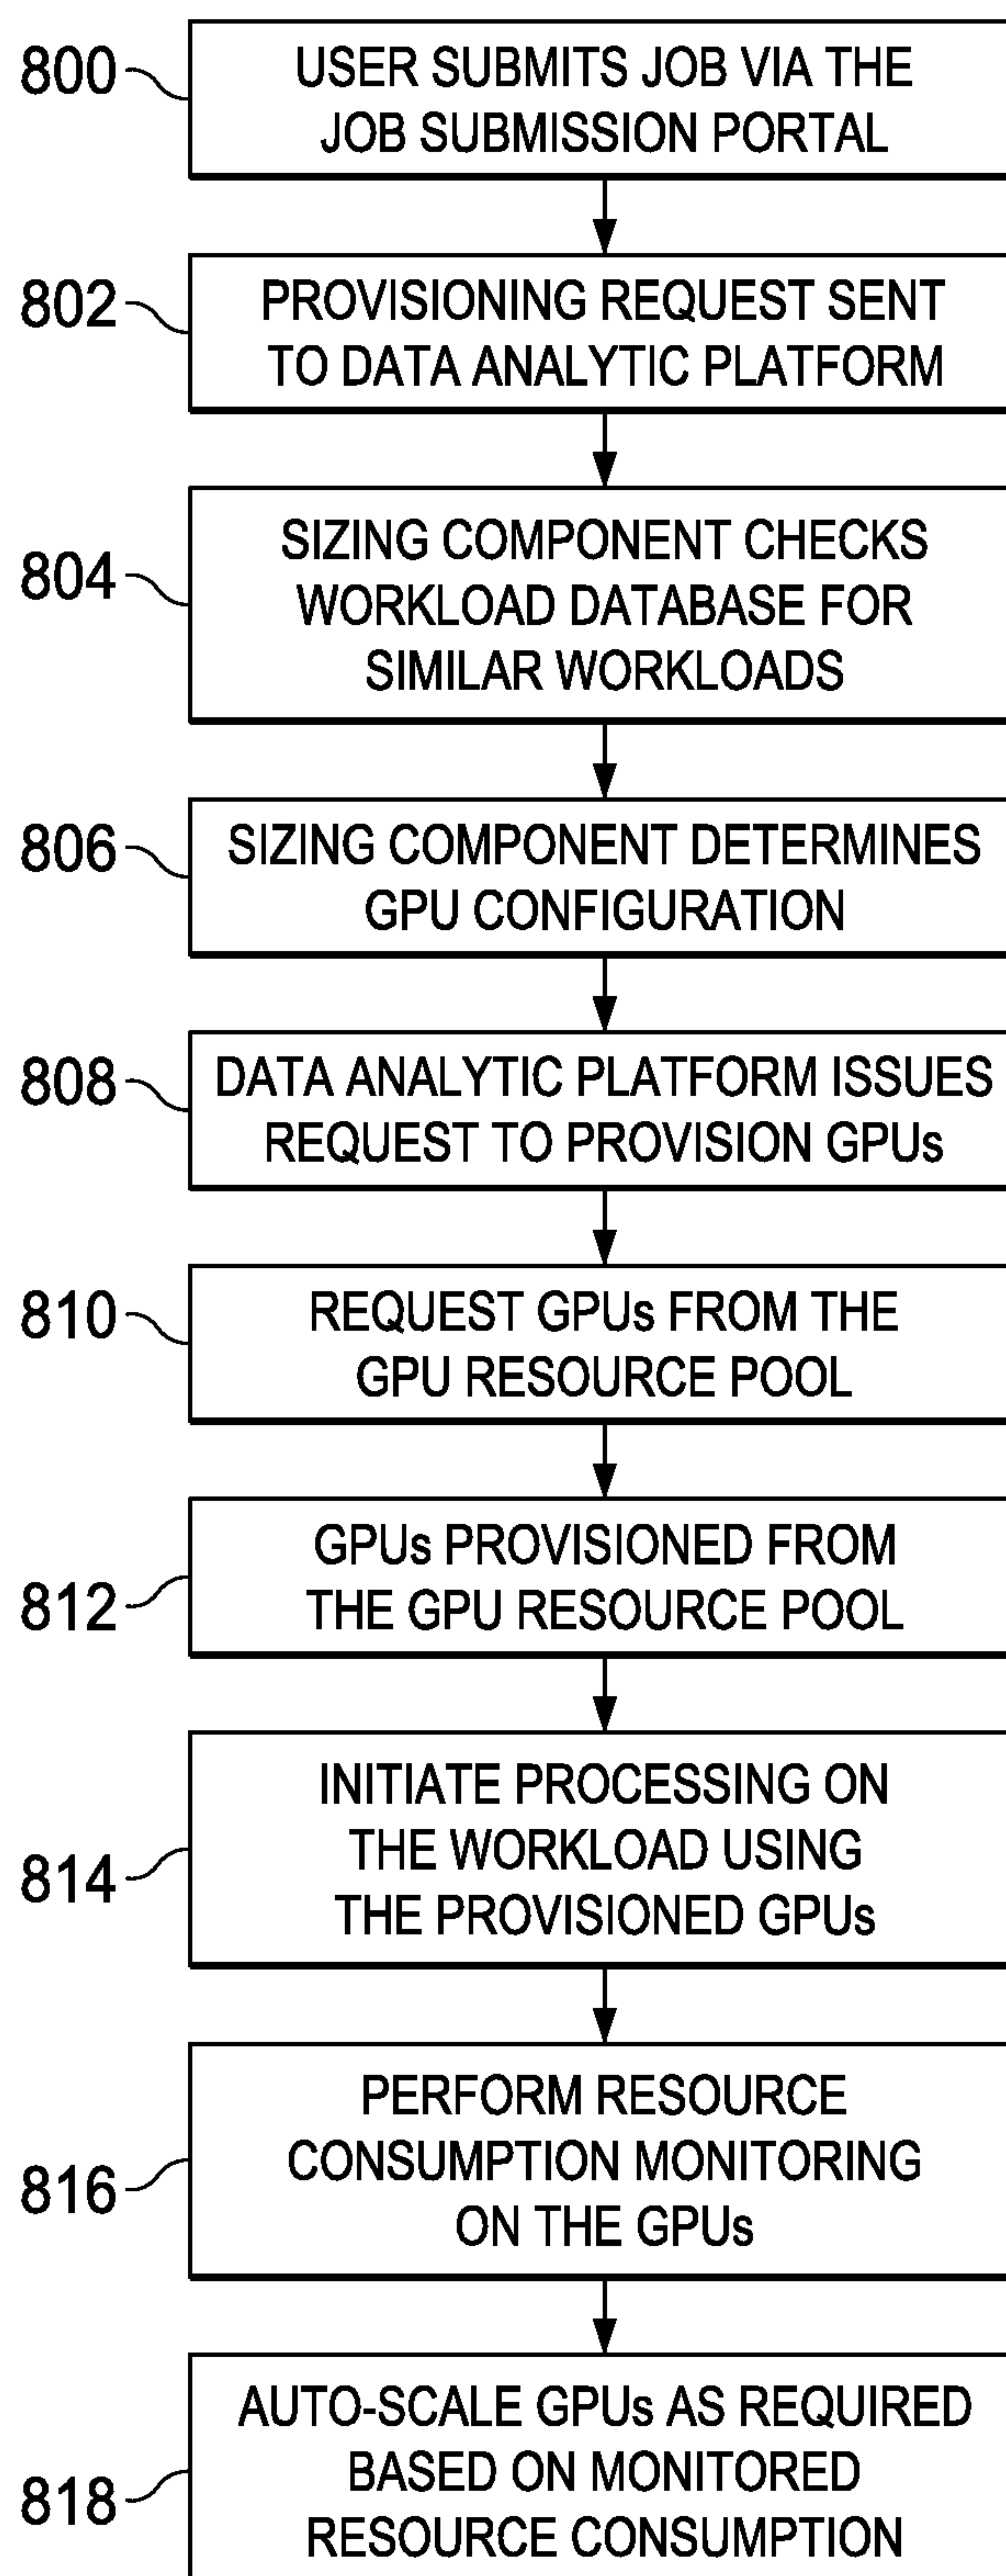 800
USER SUBMITS JOB VIA THE
JOB SUBMISSION PORTAL
802
PROVISIONING REQUEST SENT
TO DATA ANALYTIC PLATFORM
804
SIZING COMPONENT CHECKS
WORKLOAD DATABASE FOR
SIMILAR WORKLOADS
806
SIZING COMPONENT DETERMINES
GPU CONFIGURATION
808
DATA ANALYTIC PLATFORM ISSUES
REQUEST TO PROVISION GPUs
810
REQUEST GPUs FROM THE
GPU RESOURCE POOL
812
GPUs PROVISIONED FROM
THE GPU RESOURCE POOL
814
INITIATE PROCESSING ON
THE WORKLOAD USING
THE PROVISIONED GPUs
816
PERFORM RESOURCE
CONSUMPTION MONITORING
ON THE GPUs
818
AUTO-SCALE GPUs AS REQUIRED
BASED ON MONITORED
RESOURCE CONSUMPTION